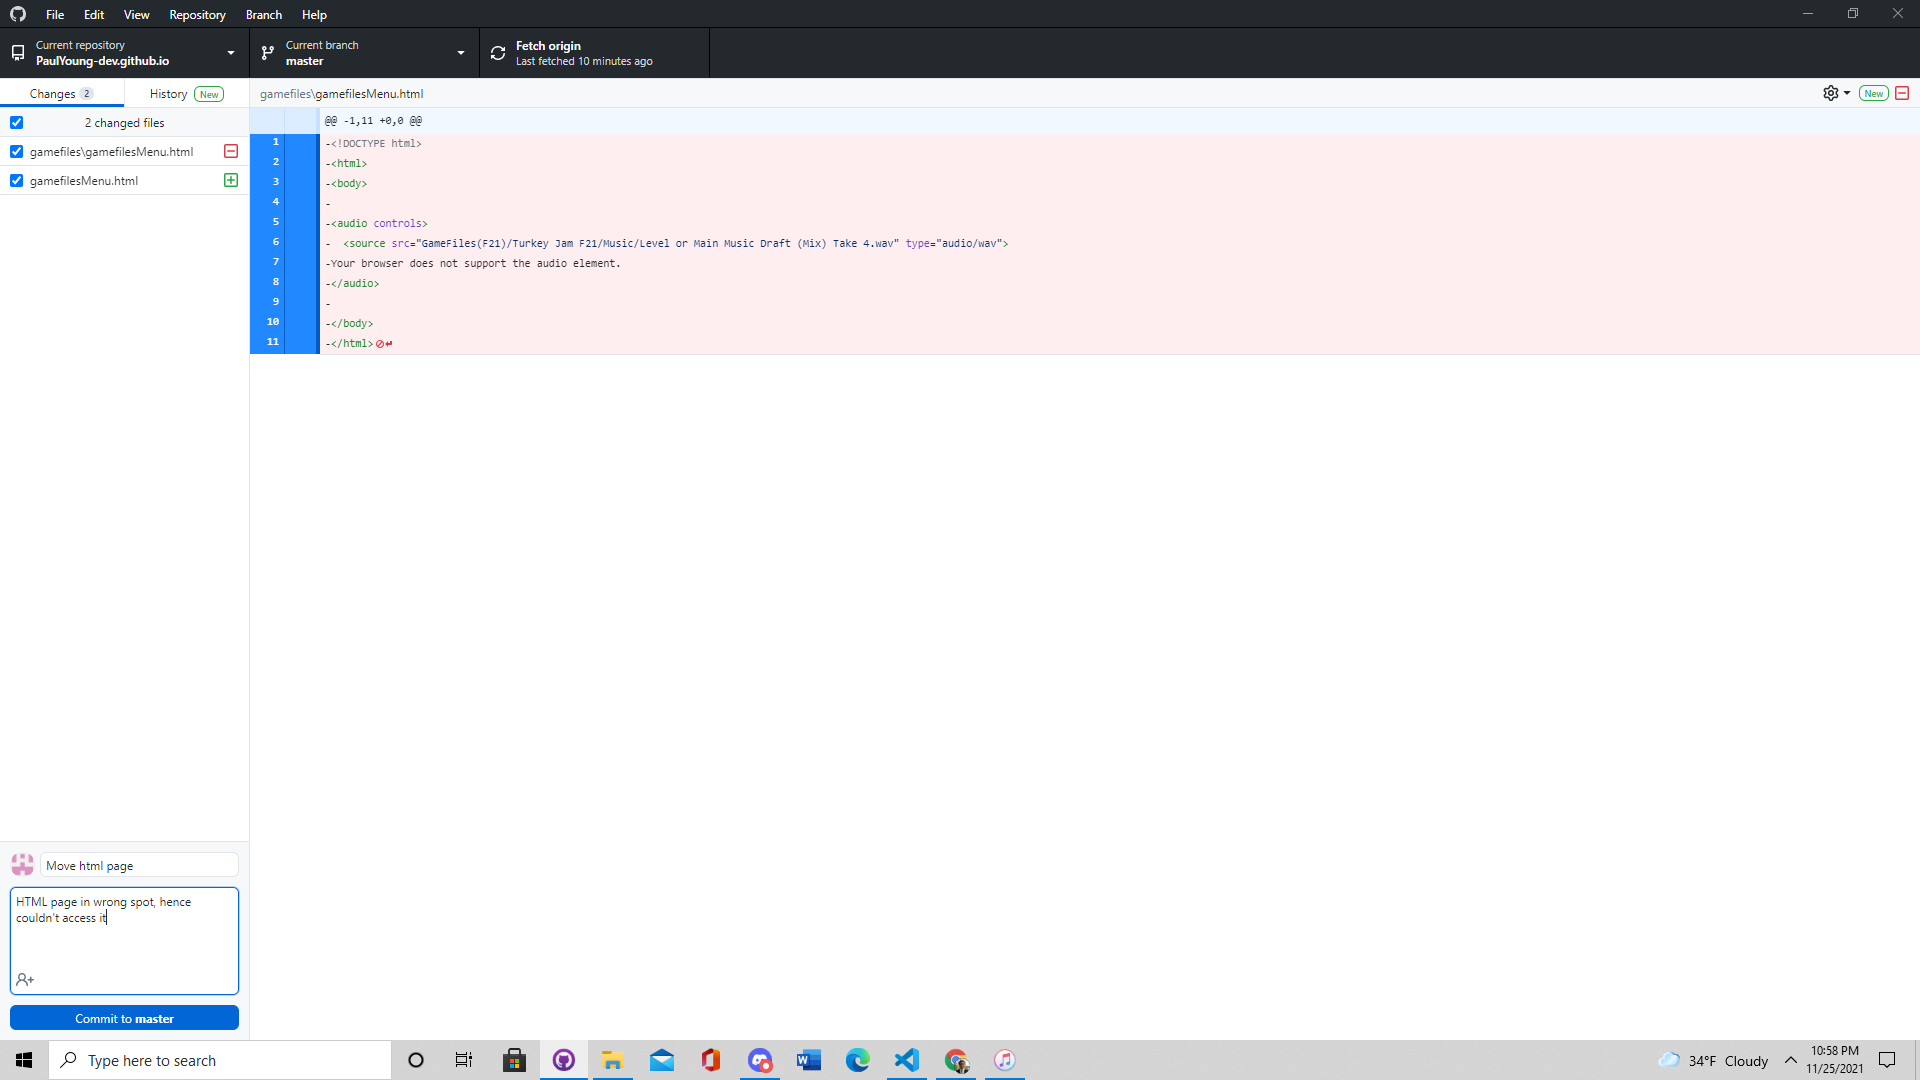 File Edit View Repository Branch Help
Current repository
PaulYoung-dev.github.io
Current branch
master
Fetch origin
Last fetched 10 minutes ago
Changes 2
History New
gamefiles\gamefilesMenu.html
New
2 changed files
gamefiles\gamefilesMenu.html
gamefilesMenu.html
@@ -1,11 +0,0 @@
1 -<!DOCTYPE html>
2 -<html>
3 -<body>
4 -
5 -<audio controls>
6 -  <source src="GameFiles(F21)/Turkey Jam F21/Music/Level or Main Music Draft (Mix) Take 4.wav" type="audio/wav">
7 -Your browser does not support the audio element.
8 -</audio>
9 -
10 -</body>
11 -</html>
Move html page
HTML page in wrong spot, hence
couldn't access it
Commit to master
Type here to search
34°F Cloudy
10:58 PM
11/25/2021